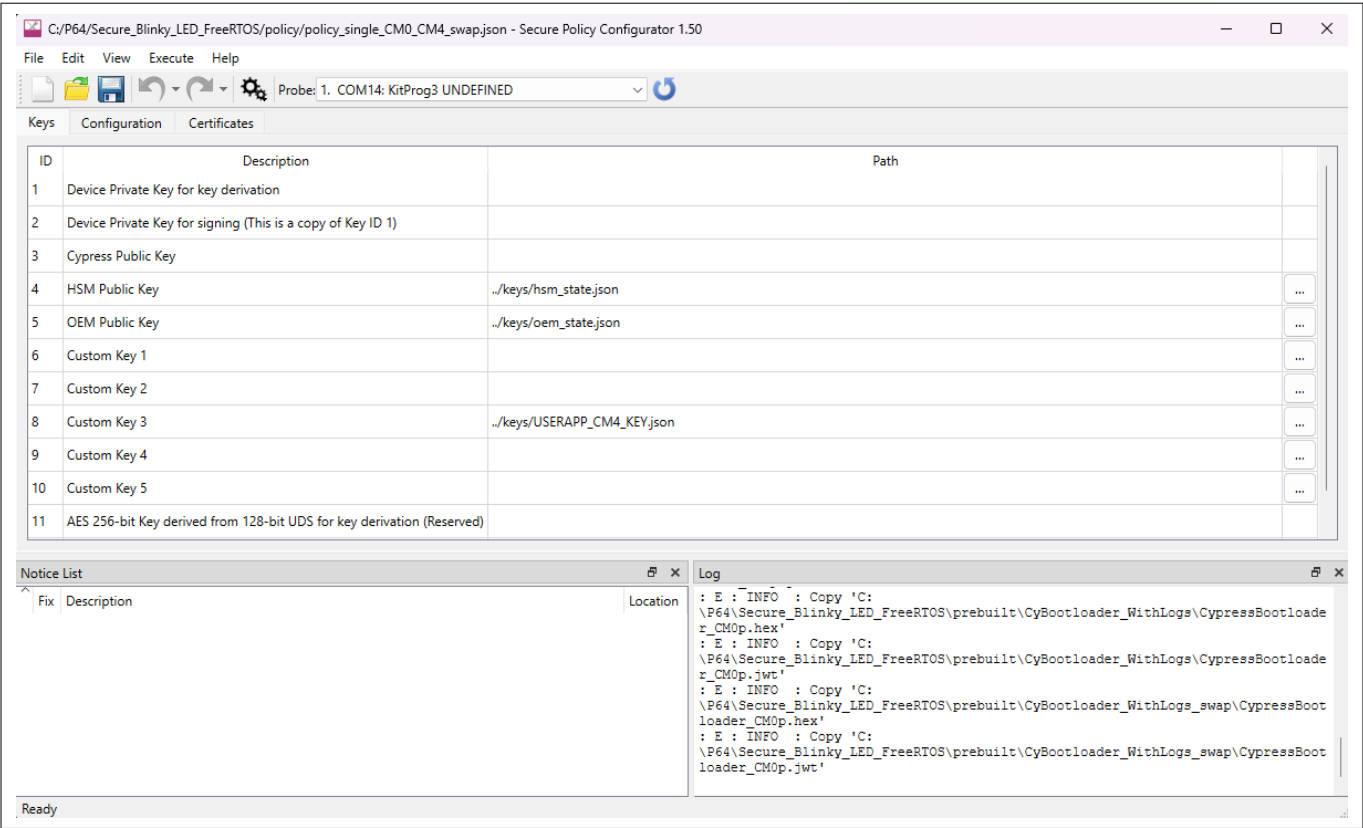 C:/P64/Secure_Blinky_LED_FreeRTOS/policy/policy_single_CM0_CM4_swap.json - Secure Policy Configurator 1.50
File Edit View Execute Help
Probe: 1. COM14: KitProg3 UNDEFINED
Keys Configuration Certificates
ID Description Path
1 Device Private Key for key derivation
2 Device Private Key for signing (This is a copy of Key ID 1)
3 Cypress Public Key
4 HSM Public Key ../keys/hsm_state.json ...
5 OEM Public Key ../keys/oem_state.json ...
6 Custom Key 1 ...
7 Custom Key 2 ...
8 Custom Key 3 ../keys/USERAPP_CM4_KEY.json ...
9 Custom Key 4 ...
10 Custom Key 5 ...
11 AES 256-bit Key derived from 128-bit UDS for key derivation (Reserved)
Notice List
Fix Description Location
Log
: E : INFO : Copy 'C:
\P64\Secure_Blinky_LED_FreeRTOS\prebuilt\CyBootloader_WithLogs\CypressBootloade
r_CM0p.hex'
: E : INFO : Copy 'C:
\P64\Secure_Blinky_LED_FreeRTOS\prebuilt\CyBootloader_WithLogs\CypressBootloade
r_CM0p.jwt'
: E : INFO : Copy 'C:
\P64\Secure_Blinky_LED_FreeRTOS\prebuilt\CyBootloader_WithLogs_swap\CypressBoot
loader_CM0p.hex'
: E : INFO : Copy 'C:
\P64\Secure_Blinky_LED_FreeRTOS\prebuilt\CyBootloader_WithLogs_swap\CypressBoot
loader_CM0p.jwt'
Ready